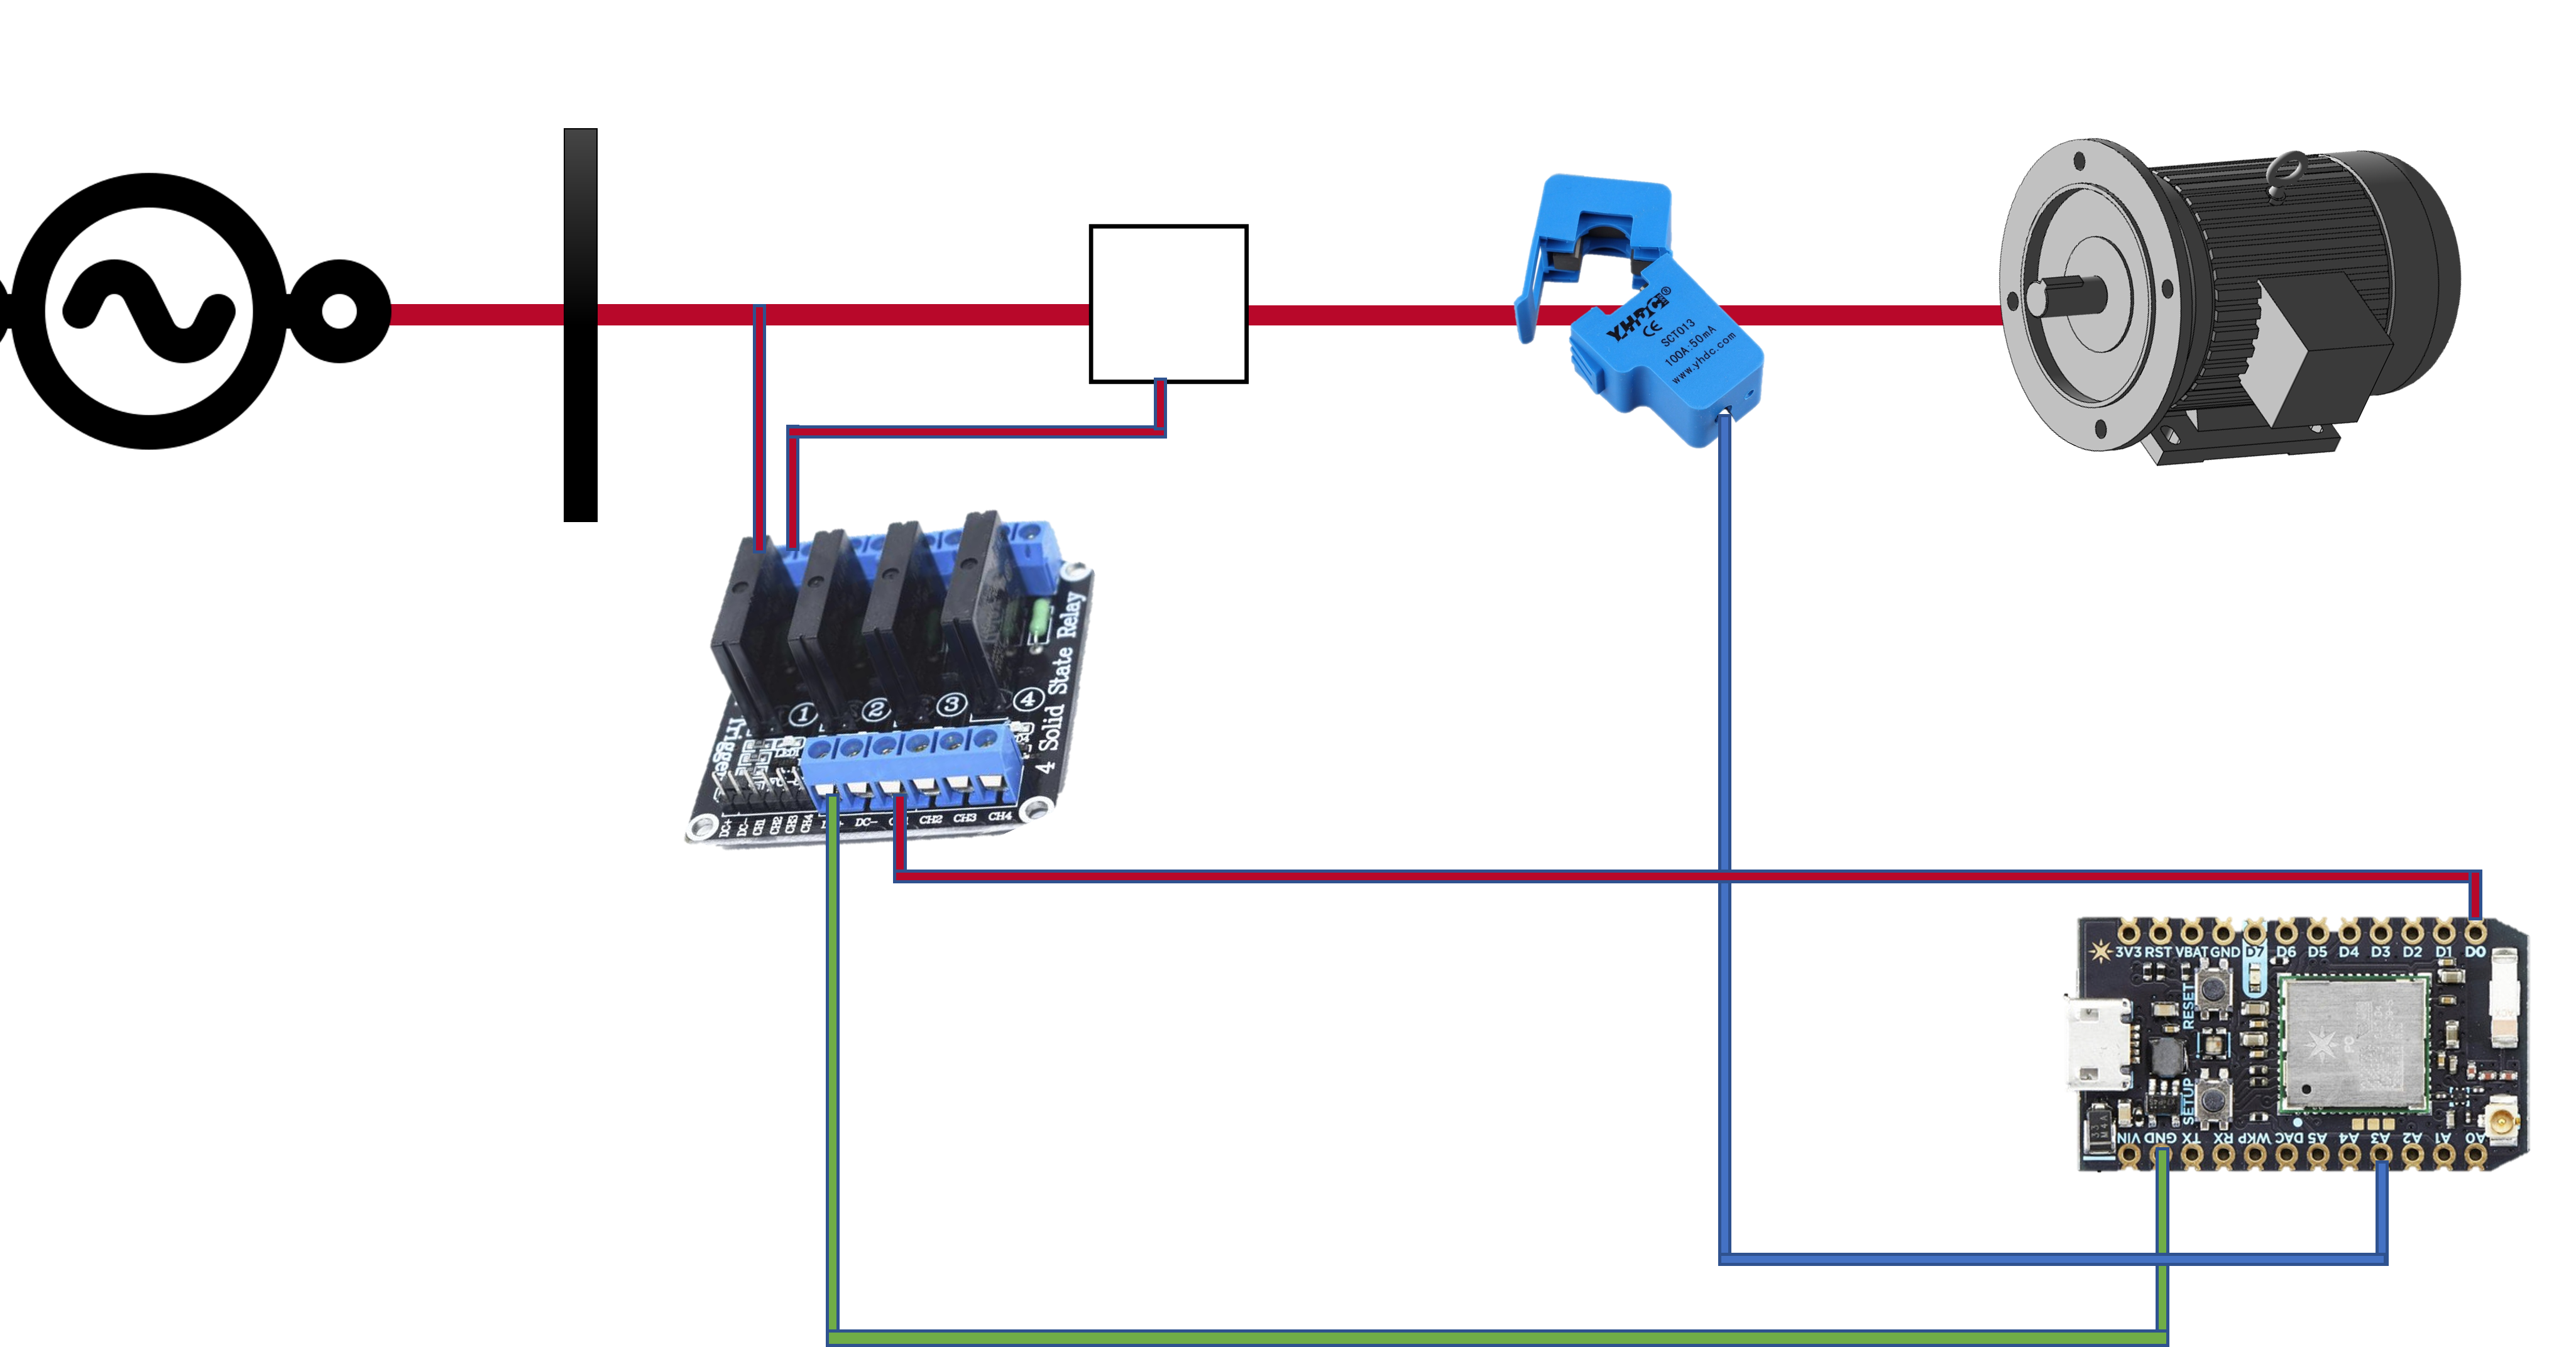 YHDC®
CE
SCT013
100A:50mA
www.yhdc.com
① ② ③ ④
Trigger
4 Solid State Relay
DC+ DC- CH1 CH2 CH3 CH4
DC- CH2 CH3 CH4
3V3 RST VBAT GND D7 D6 D5 D4 D3 D2 D1 D0
RESET
SETUP
VIN GND TX RX WKP DAC A5 A4 A3 A2 A1 A0